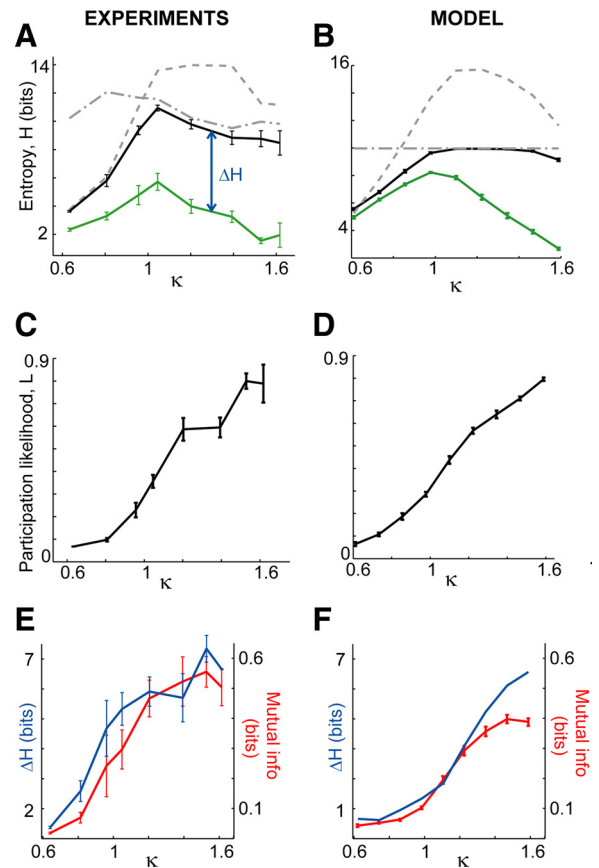 EXPERIMENTS
MODEL
A
B
Entropy, H (bits)
14
2
0.6
1
1.6
κ
ΔH
16
4
0.6
1
1.6
κ
C
D
Participation likelihood, L
0.9
0
0.6
1
1.6
κ
0.9
0
0.6
1
1.6
κ
E
F
ΔH (bits)
7
2
0.6
1
1.6
κ
0.6
0.1
Mutual info
(bits)
ΔH (bits)
7
1
0.6
1
1.6
κ
0.6
0.1
Mutual info
(bits)